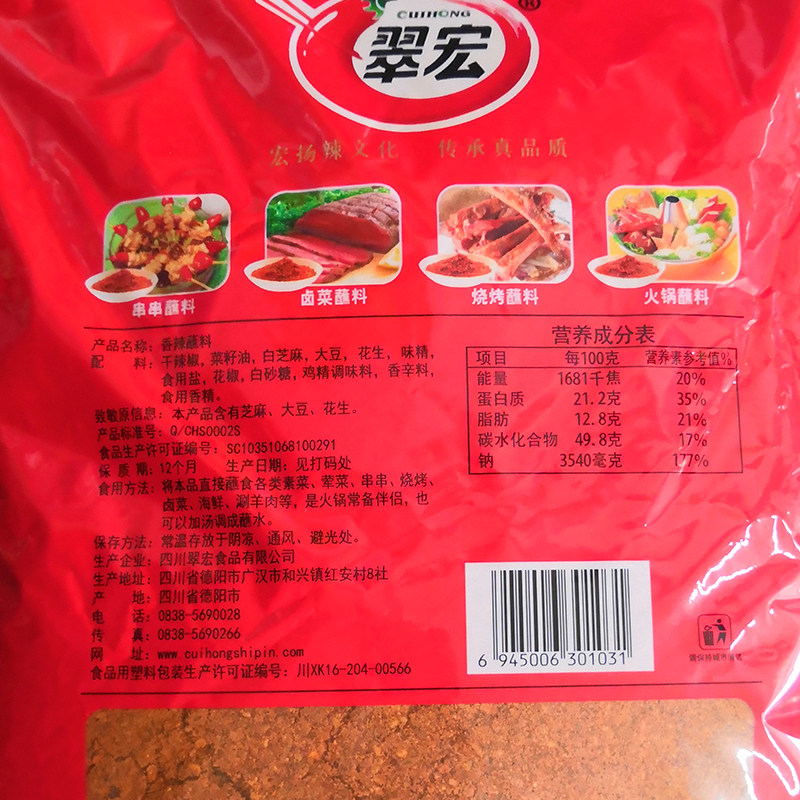 CUIHONG
®
翠宏
宏扬辣文化 传承真品质
串串蘸料
卤菜蘸料
烧烤蘸料
火锅蘸料
产品名称：香辣蘸料
配 料：干辣椒，菜籽油，白芝麻，大豆，花生，味精，
食用盐，花椒，白砂糖，鸡精调味料，香辛料，
食用香精。
致敏原信息：本产品含有芝麻、大豆、花生。
产品标准号：Q/CHS0002S
食品生产许可证编号：SC10351068100291
保 质 期：12个月 生产日期：见打码处
食用方法：将本品直接蘸食各类素菜、荤菜、串串、烧烤、
卤菜、海鲜、涮羊肉等，是火锅常备伴侣，也
可以加汤调成蘸水。
保存方法：常温存放于阴凉、通风、避光处。
生产企业：四川翠宏食品有限公司
生产地址：四川省德阳市广汉市和兴镇红安村8社
产 地：四川省德阳市
电 话：0838-5690028
传 真：0838-5690266
网 址：www.cuihongshipin.com
食品用塑料包装生产许可证编号：川XK16-204-00566
营养成分表
项目 每100克 营养素参考值%
能量 1681千焦 20%
蛋白质 21.2克 35%
脂肪 12.8克 21%
碳水化合物 49.8克 17%
钠 3540毫克 177%
6 945006 301031